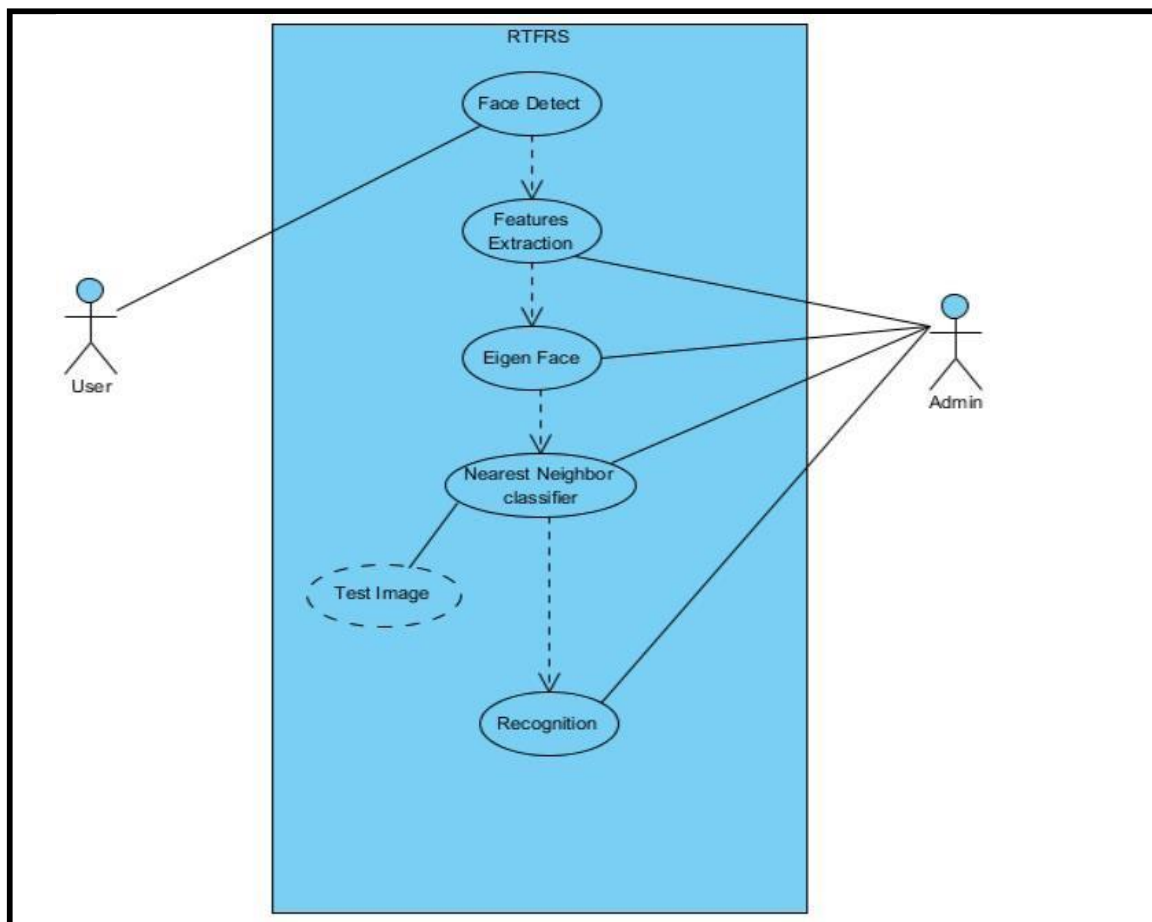 RTFRS
Face Detect
Features
Extraction
User
Eigen Face
Admin
Nearest Neighbor
classifier
Test Image
Recognition